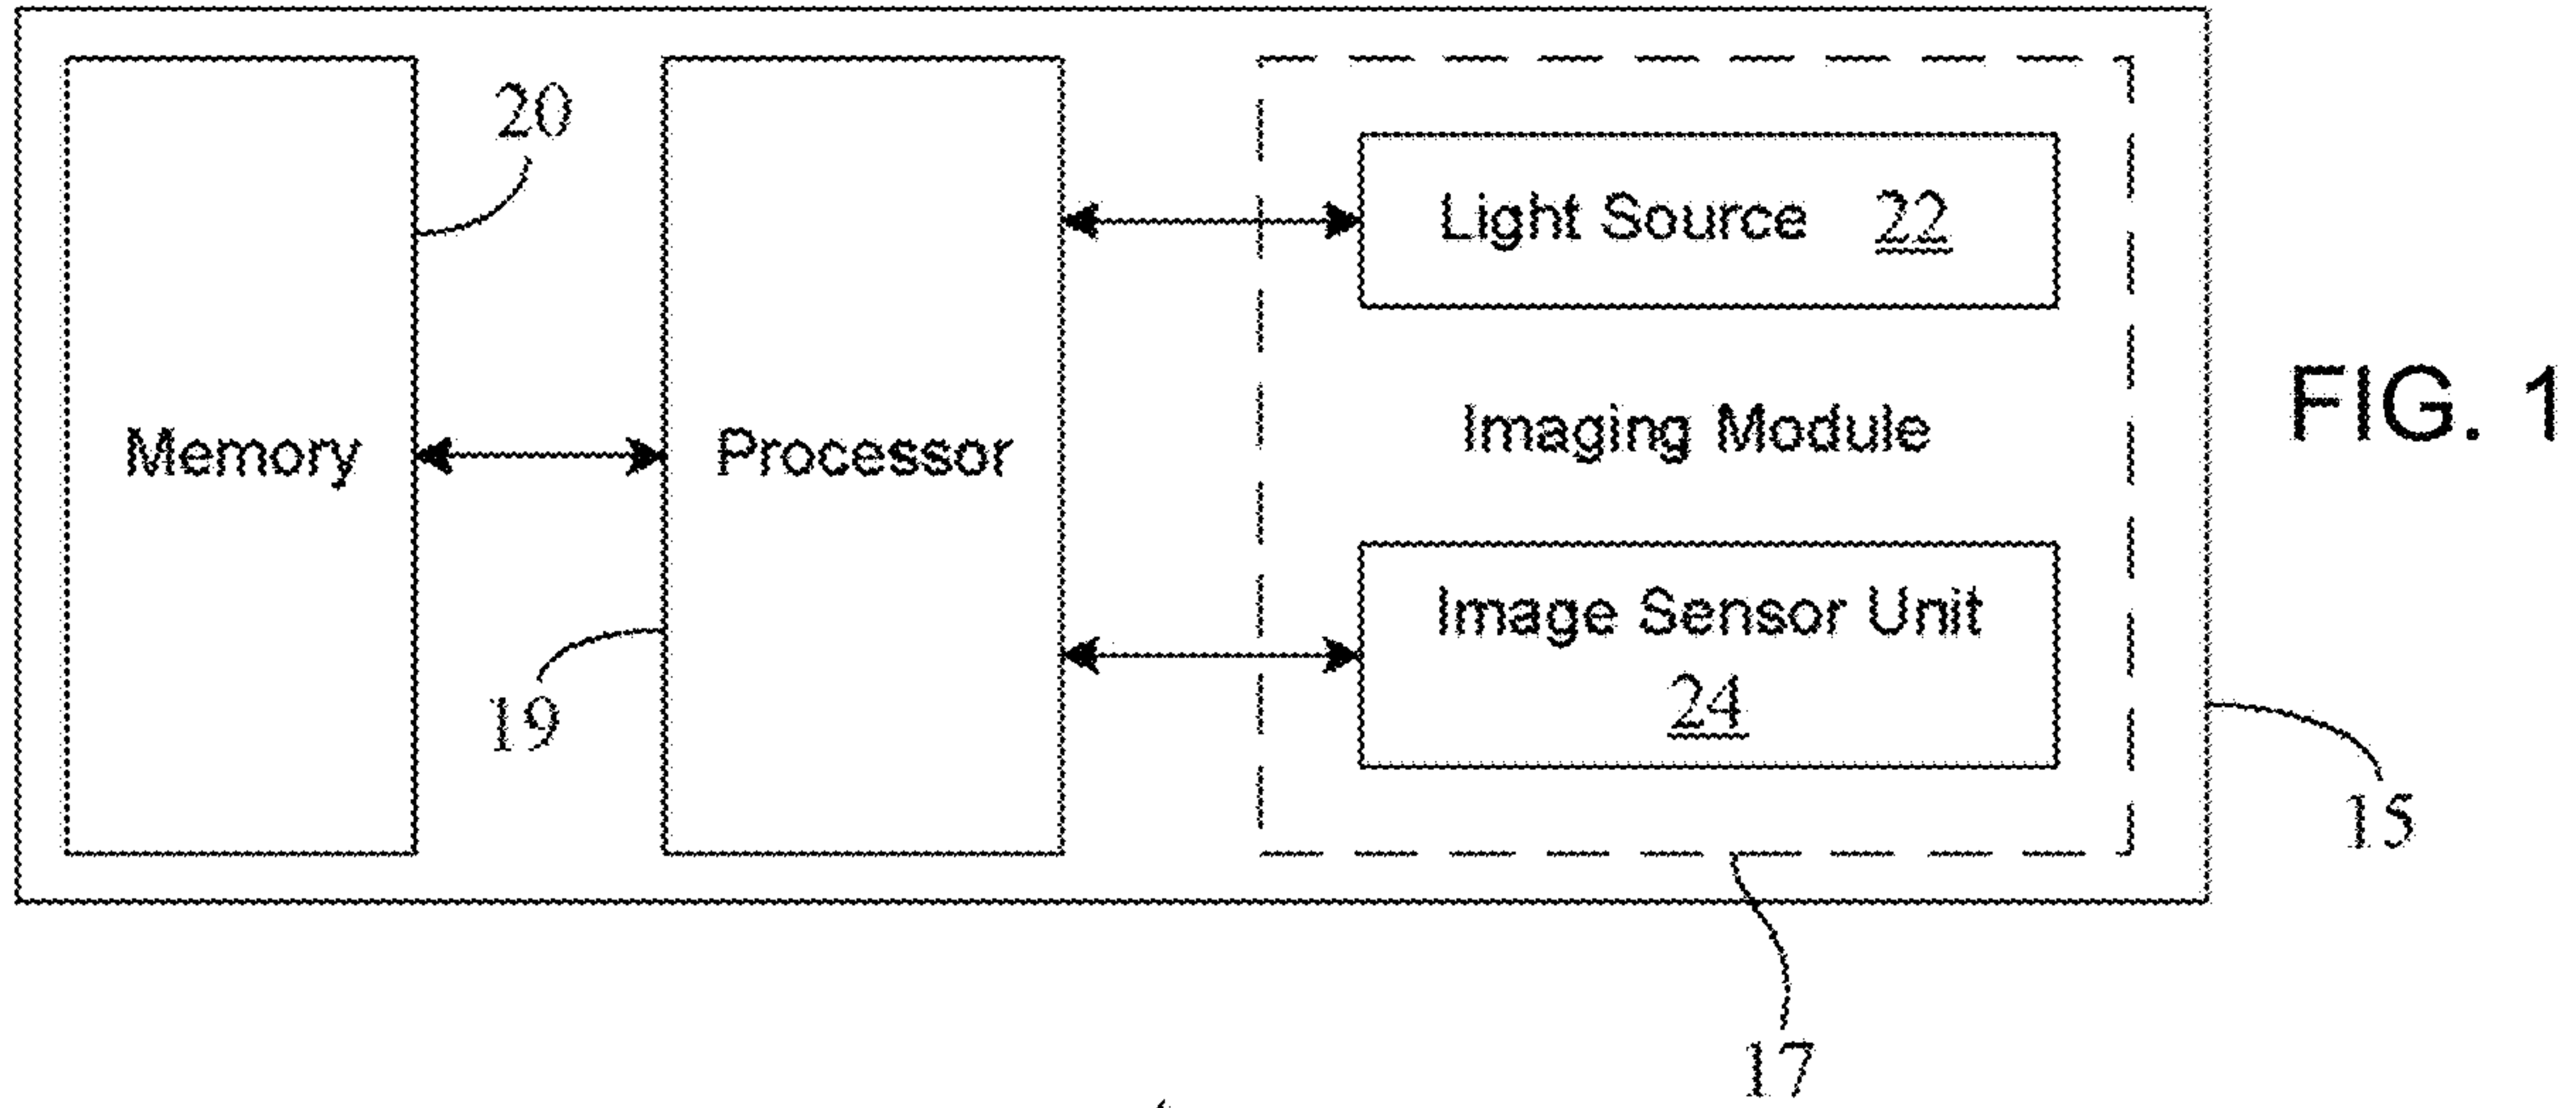 20
Light Source 22
FIG. 1
Memory
Processor
Imaging Module
Image Sensor Unit
24
19
15
17